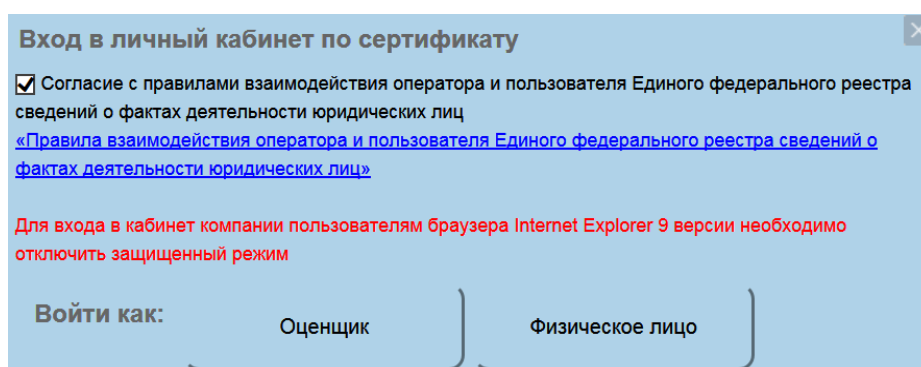 Вход в личный кабинет по сертификату
Согласие с правилами взаимодействия оператора и пользователя Единого федерального реестра
сведений о фактах деятельности юридических лиц
«Правила взаимодействия оператора и пользователя Единого федерального реестра сведений о
фактах деятельности юридических лиц»
Для входа в кабинет компании пользователям браузера Internet Explorer 9 версии необходимо
отключить защищенный режим
Войти как: Оценщик Физическое лицо